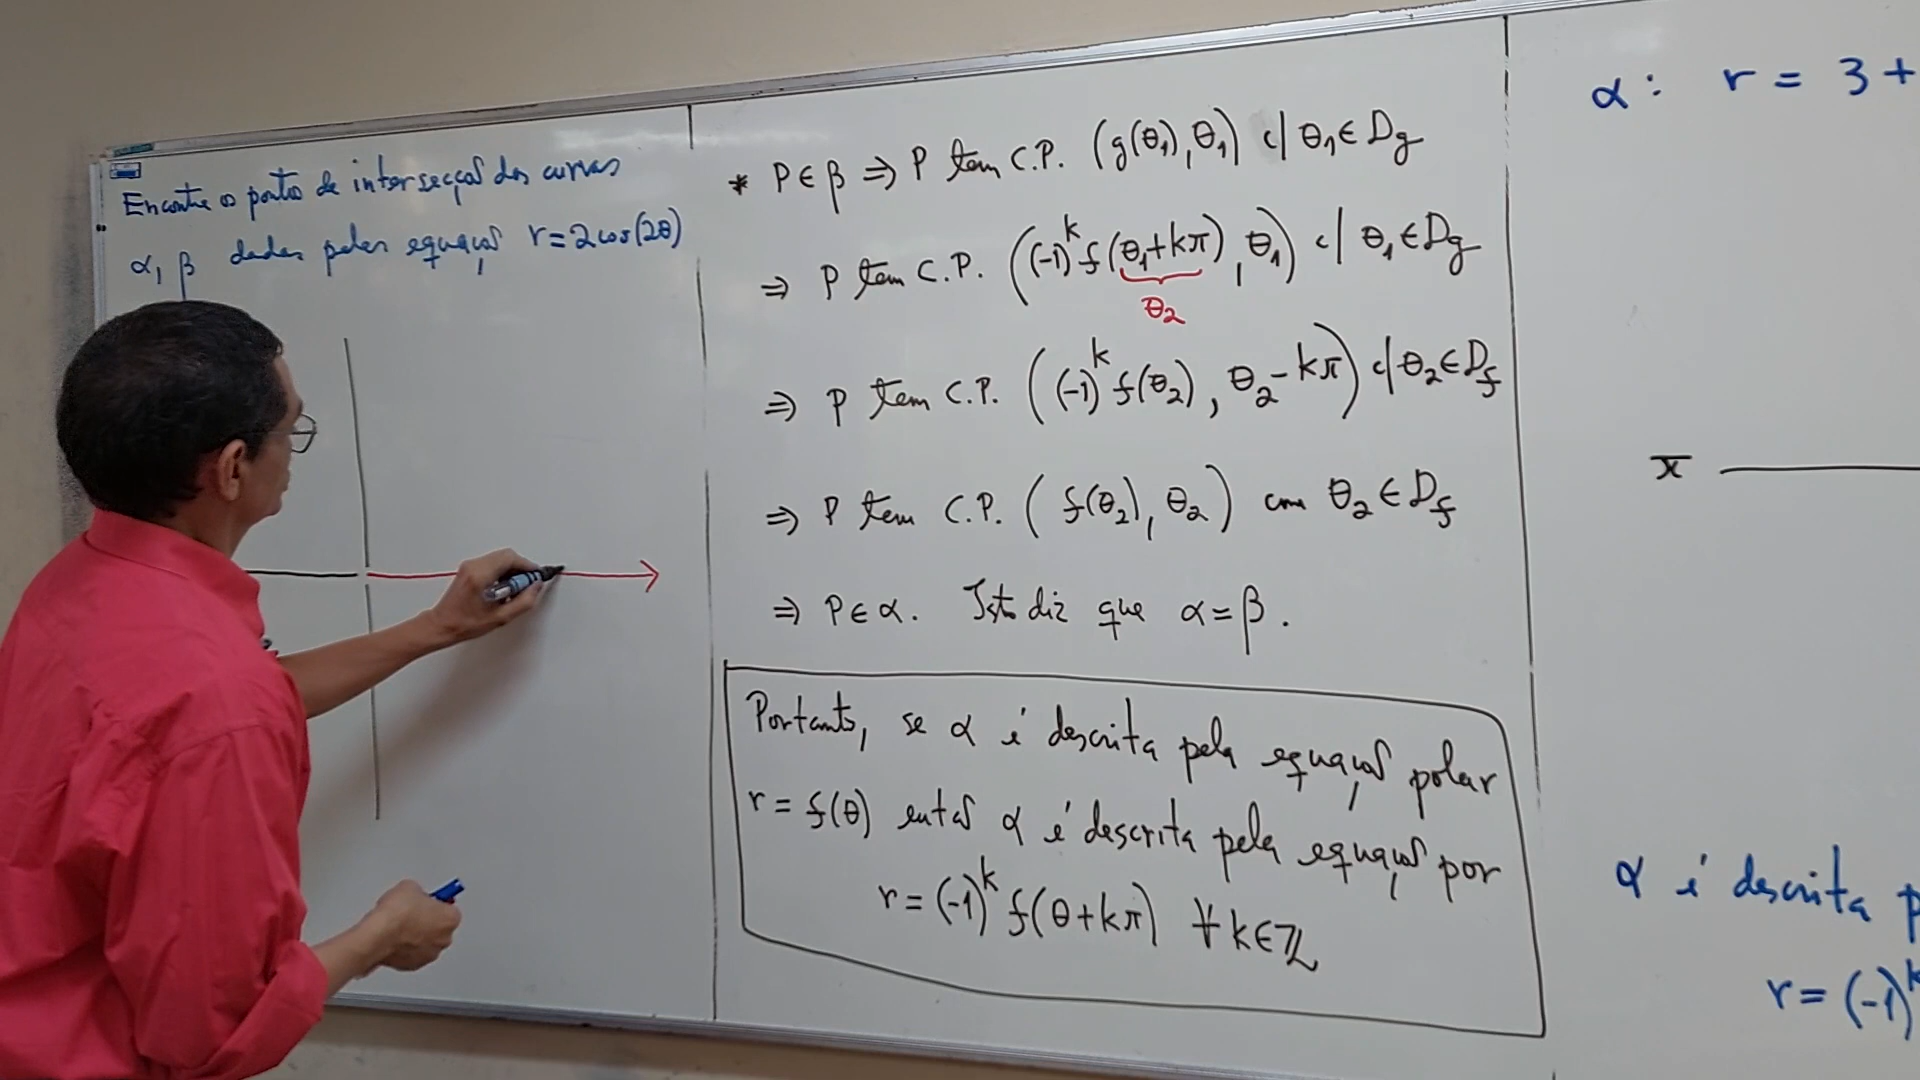 Encontre os pontos de intersecção das curvas
α, β dadas pelas equações r=2cos(2θ)
* P∈β ⇒ P tem C.P. (g(θ₁),θ₁) c/ θ₁∈Dg
⇒ P tem C.P. ((-1)^k f(θ₁+kπ), θ₁) c/ θ₁∈Dg
θ₂
⇒ P tem C.P. ((-1)^k f(θ₂), θ₂-kπ) c/ θ₂∈Df
⇒ P tem C.P. (f(θ₂), θ₂) com θ₂∈Df
⇒ P∈α. Isto diz que α=β.
Portanto, se α é descrita pela equação polar
r = f(θ) então α é descrita pela equação por
r = (-1)^k f(θ+kπ) ∀k∈ℤ
α: r = 3 +
π
α é descrita p
r = (-1)^k